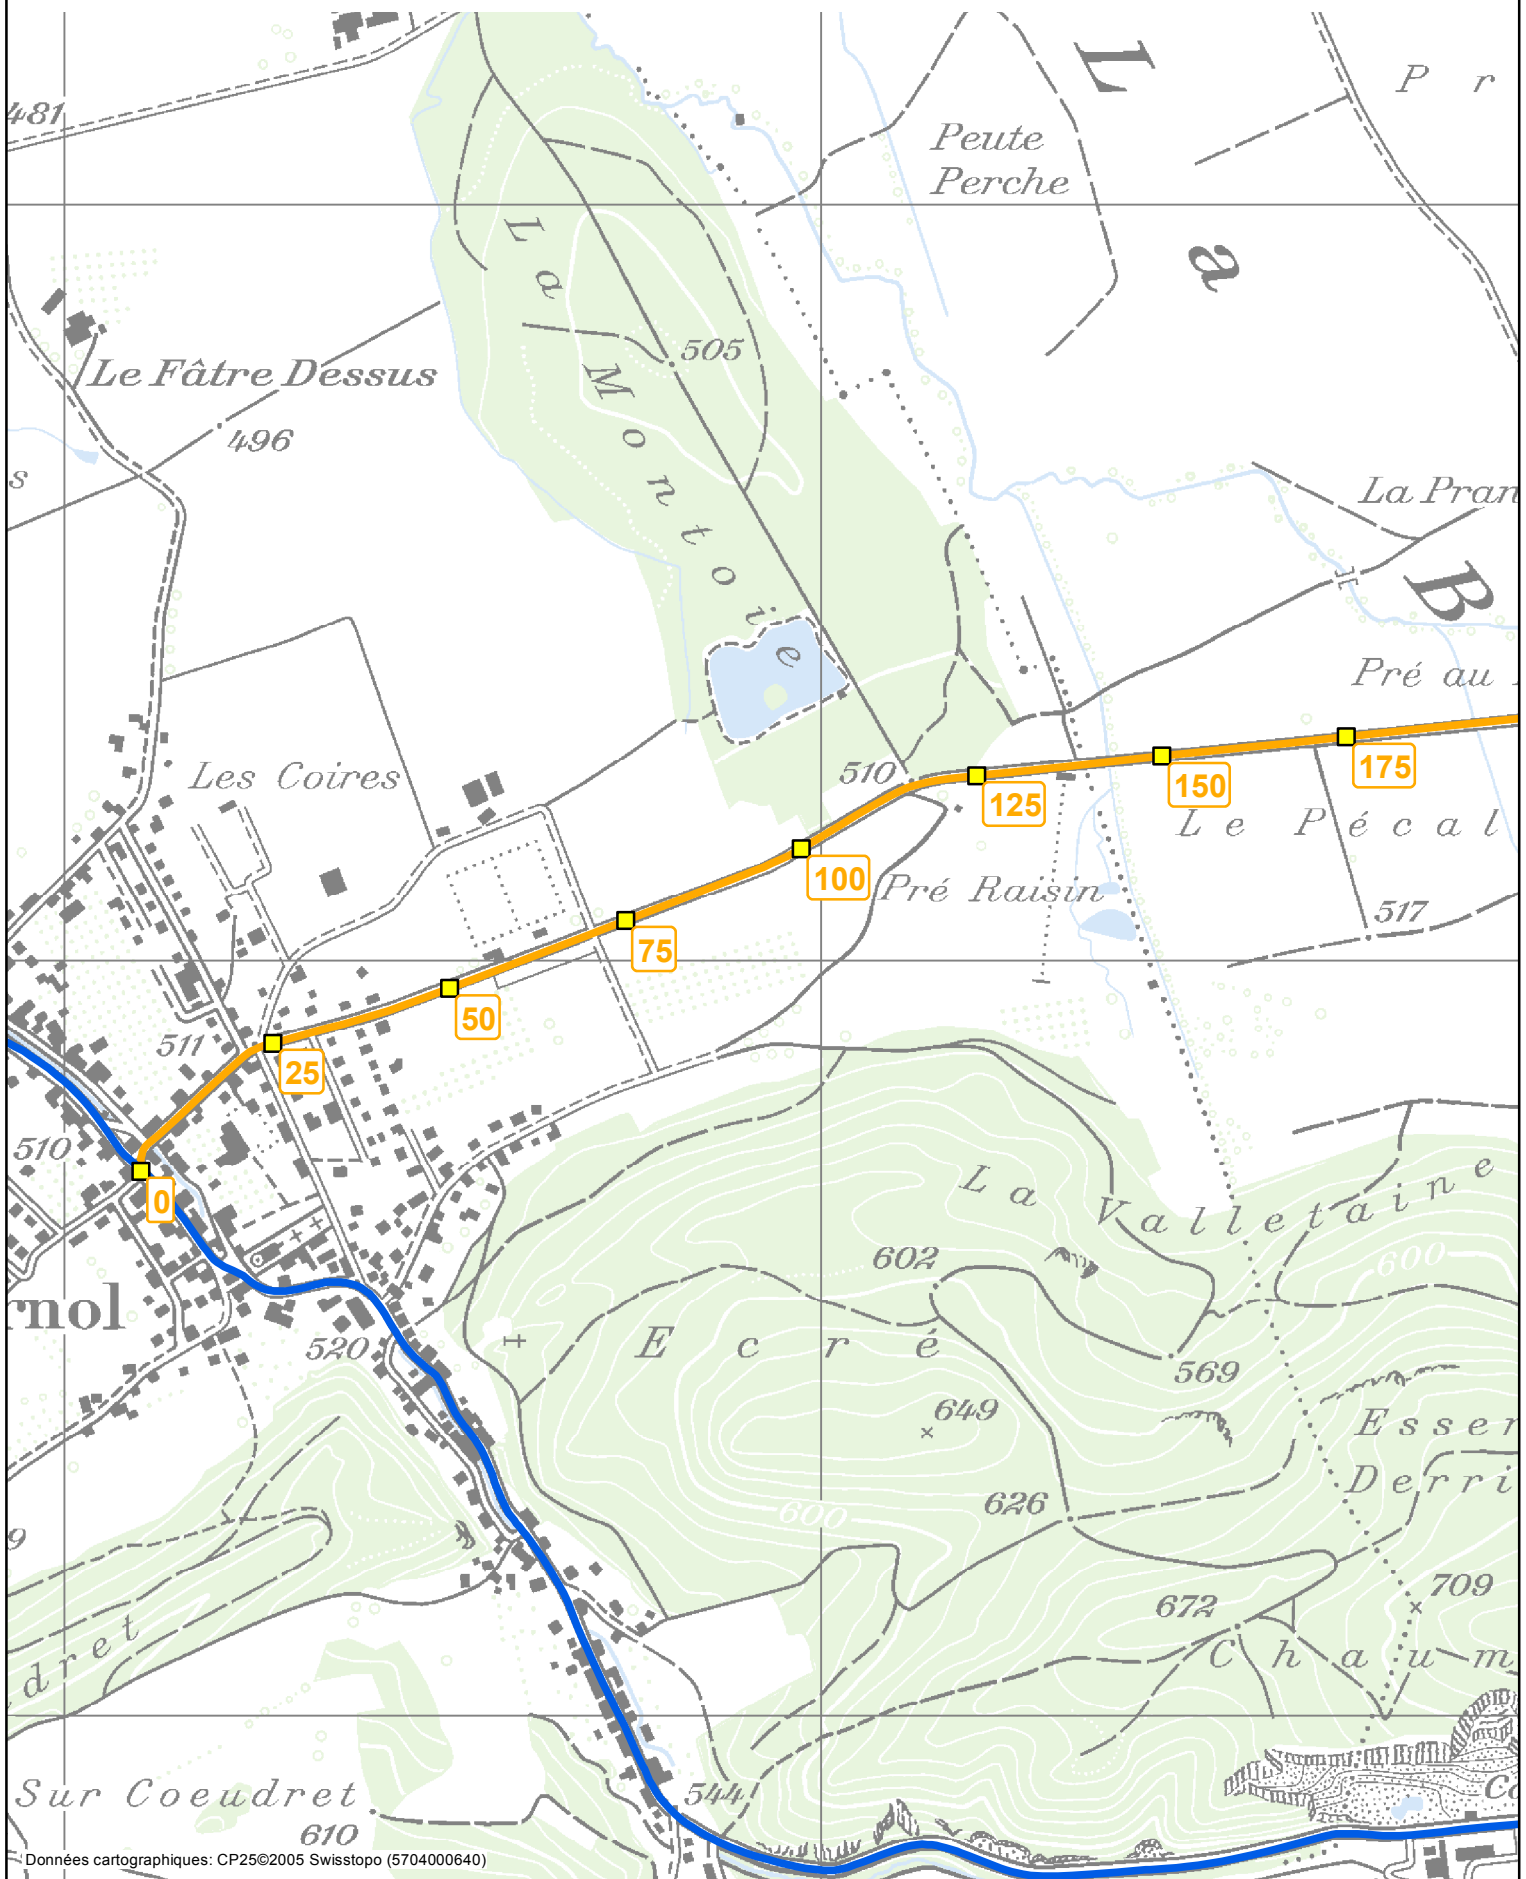 481
P r
L
Peute
Perche
La
a
505
Le Fâtre Dessus
Montoie
496
s
La Pran
B
Pré au
510
Les Coires
175
150
125
Le Pécal
100
Pré Raisin
517
75
50
511
25
510
La Valletaine
0
602
600
rnol
Ecré
520
569
649
Esser
Derri
626
600
9
709
672
dret
Chaum
Sur Coeudret
544
Co
610
Données cartographiques: CP25©2005 Swisstopo (5704000640)